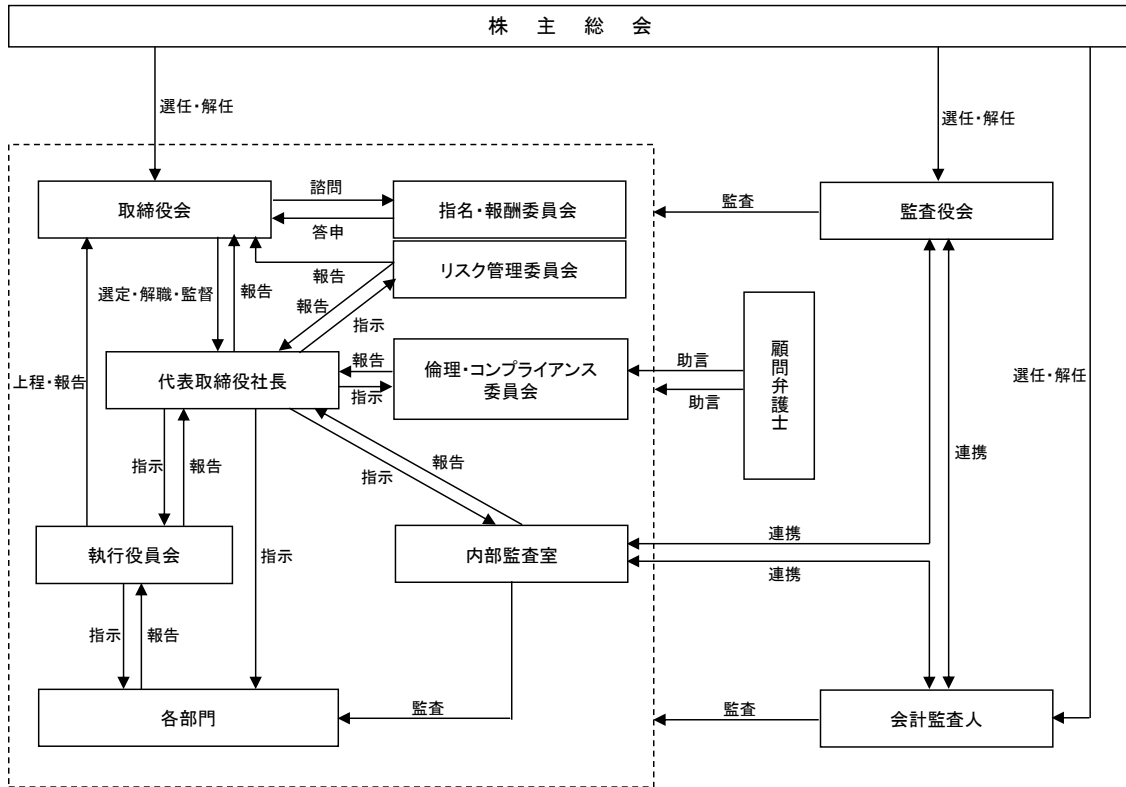 株主総会
選任・解任
選任・解任
取締役会
諮問
答申
指名・報酬委員会
監査
監査役会
選定・解職・監督
報告
報告
リスク管理委員会
報告
指示
上程・報告
代表取締役社長
報告
指示
倫理・コンプライアンス
委員会
助言
助言
顧問弁護士
選任・解任
指示
報告
指示
報告
連携
執行役員会
指示
内部監査室
連携
連携
指示
報告
各部門
監査
監査
会計監査人